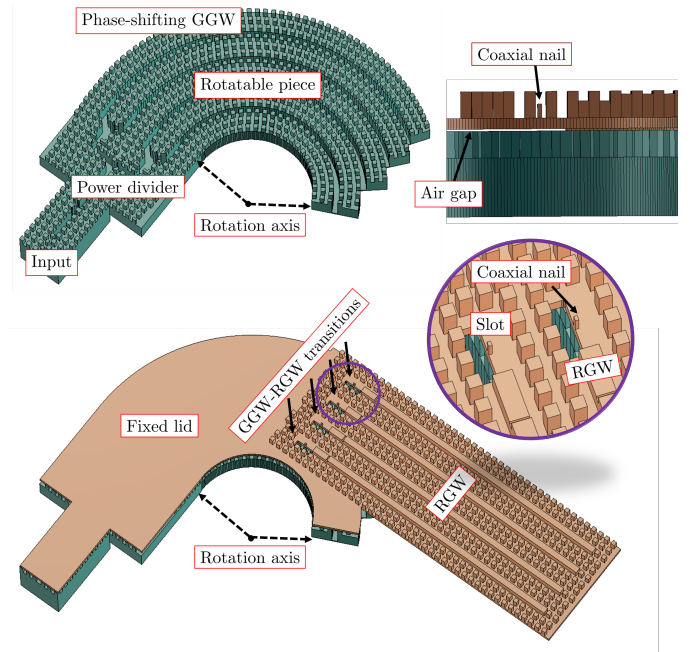 Phase-shifting GGW
Rotatable piece
Power divider
Rotation axis
Input
Coaxial nail
Air gap
Coaxial nail
Slot
RGW
GGW-RGW transitions
Fixed lid
RGW
Rotation axis